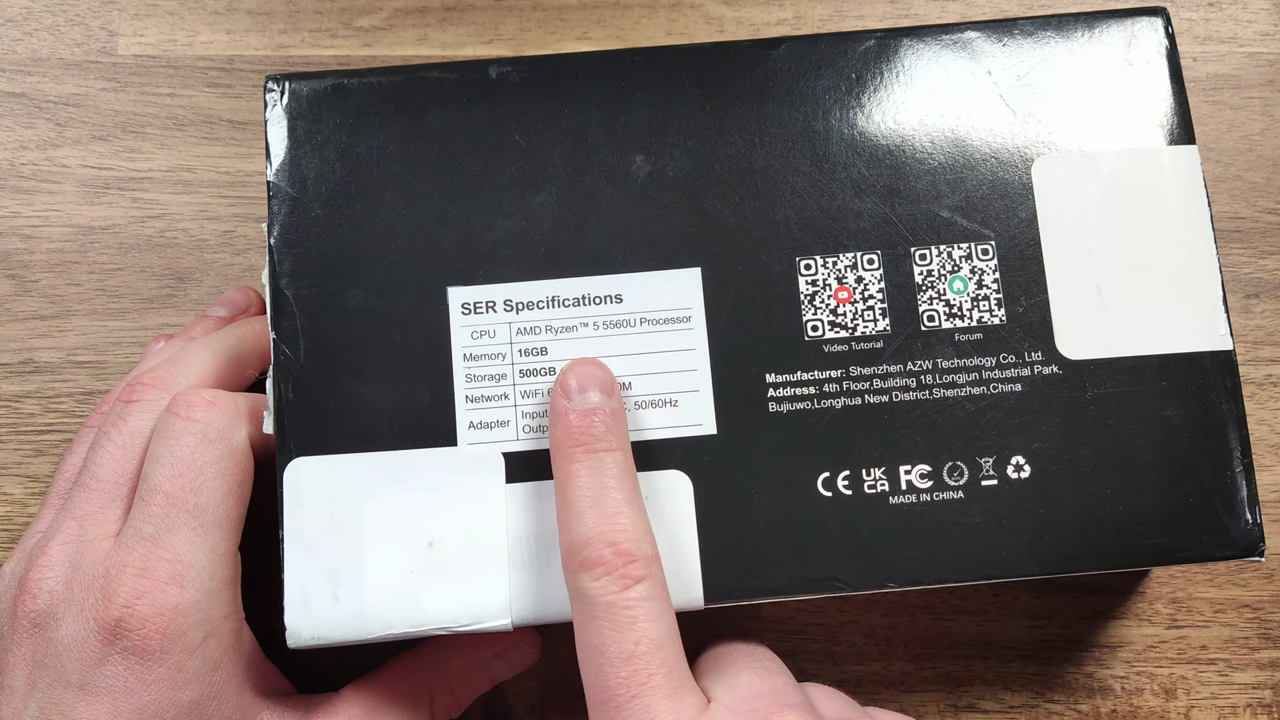 SER Specifications
CPU AMD Ryzen™ 5 5560U Processor
Memory 16GB
Storage 500GB
Network WiFi
Adapter Input , 50/60Hz
Video Tutorial
Forum
Manufacturer: Shenzhen AZW Technology Co., Ltd.
Address: 4th Floor,Building 18,Longjun Industrial Park,
Bujiuwo,Longhua New District,Shenzhen,China
CE UK CA FC
MADE IN CHINA